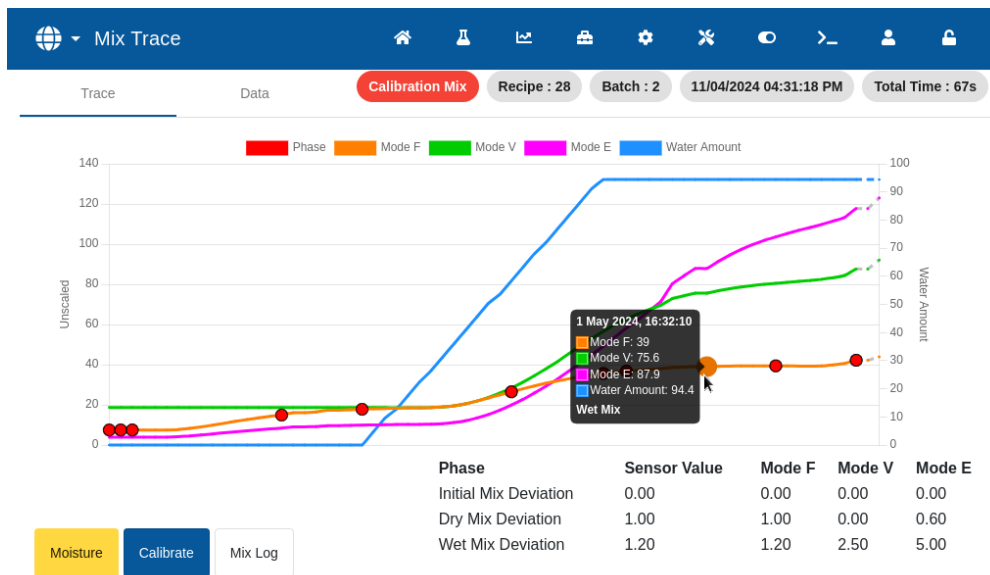 Mix Trace
Trace Data Calibration Mix Recipe : 28 Batch : 2 11/04/2024 04:31:18 PM Total Time : 67s
Phase Mode F Mode V Mode E Water Amount
140 100
120 90
100 80
80 70
60 60
40 50
20 40
0 30
20
10
0
Unscaled
Water Amount
1 May 2024, 16:32:10
Mode F: 39
Mode V: 75.6
Mode E: 87.9
Water Amount: 94.4
Wet Mix
Phase Sensor Value Mode F Mode V Mode E
Initial Mix Deviation 0.00 0.00 0.00 0.00
Dry Mix Deviation 1.00 1.00 0.00 0.60
Wet Mix Deviation 1.20 1.20 2.50 5.00
Moisture Calibrate Mix Log